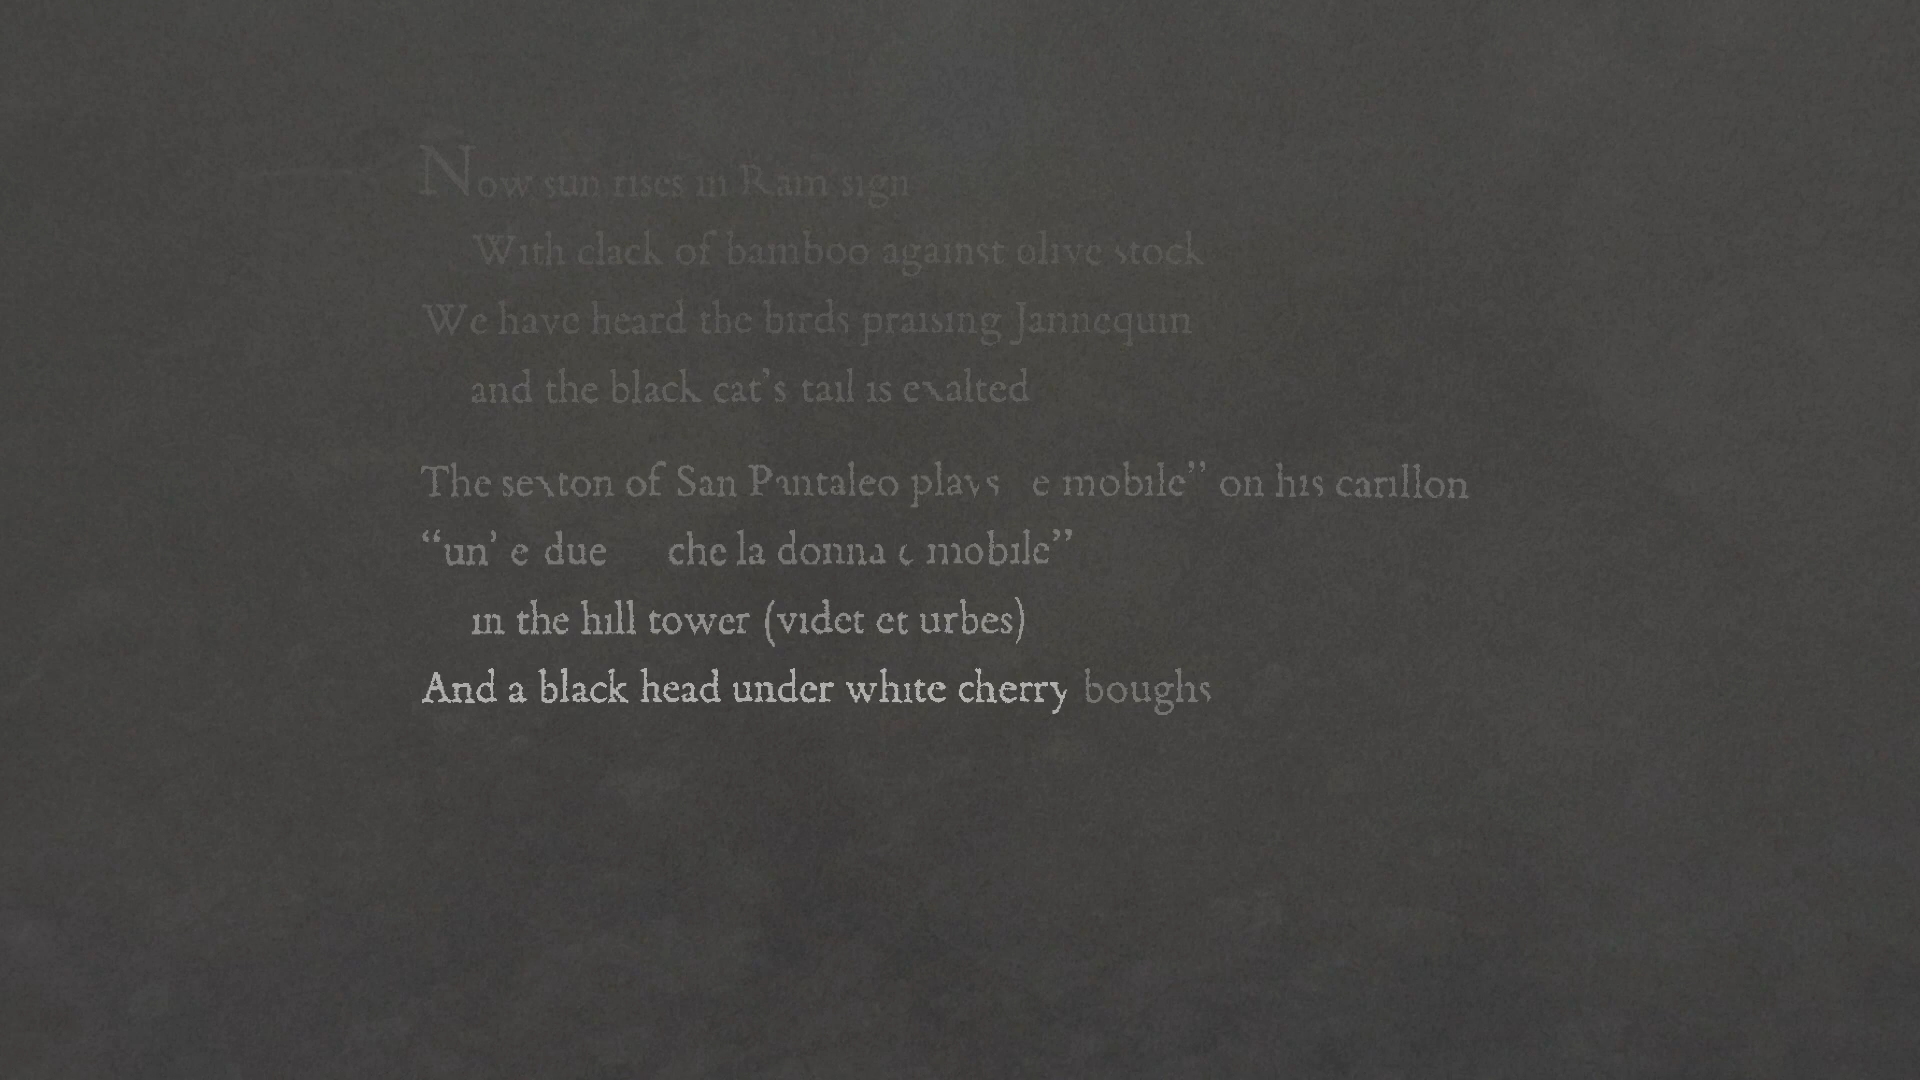 Now sun rises in Ram sign
With clack of bamboo against olive stock
We have heard the birds praising Jannequin
and the black cat’s tail is exalted
The sexton of San Pantaleo plays e mobile” on his carillon
“un’ e due che la donna e mobile”
in the hill tower (videt et urbes)
And a black head under white cherry boughs